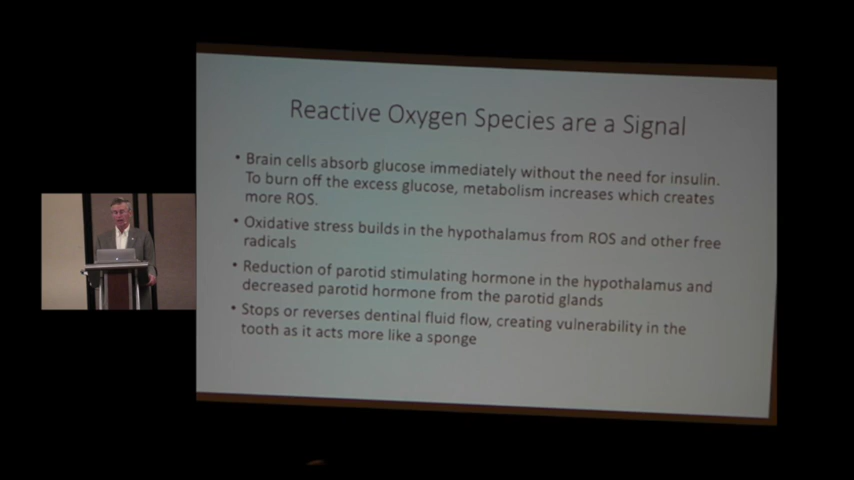 Reactive Oxygen Species are a Signal
• Brain cells absorb glucose immediately without the need for insulin.
To burn off the excess glucose, metabolism increases which creates
more ROS.
• Oxidative stress builds in the hypothalamus from ROS and other free
radicals
• Reduction of parotid stimulating hormone in the hypothalamus and
decreased parotid hormone from the parotid glands
• Stops or reverses dentinal fluid flow, creating vulnerability in the
tooth as it acts more like a sponge